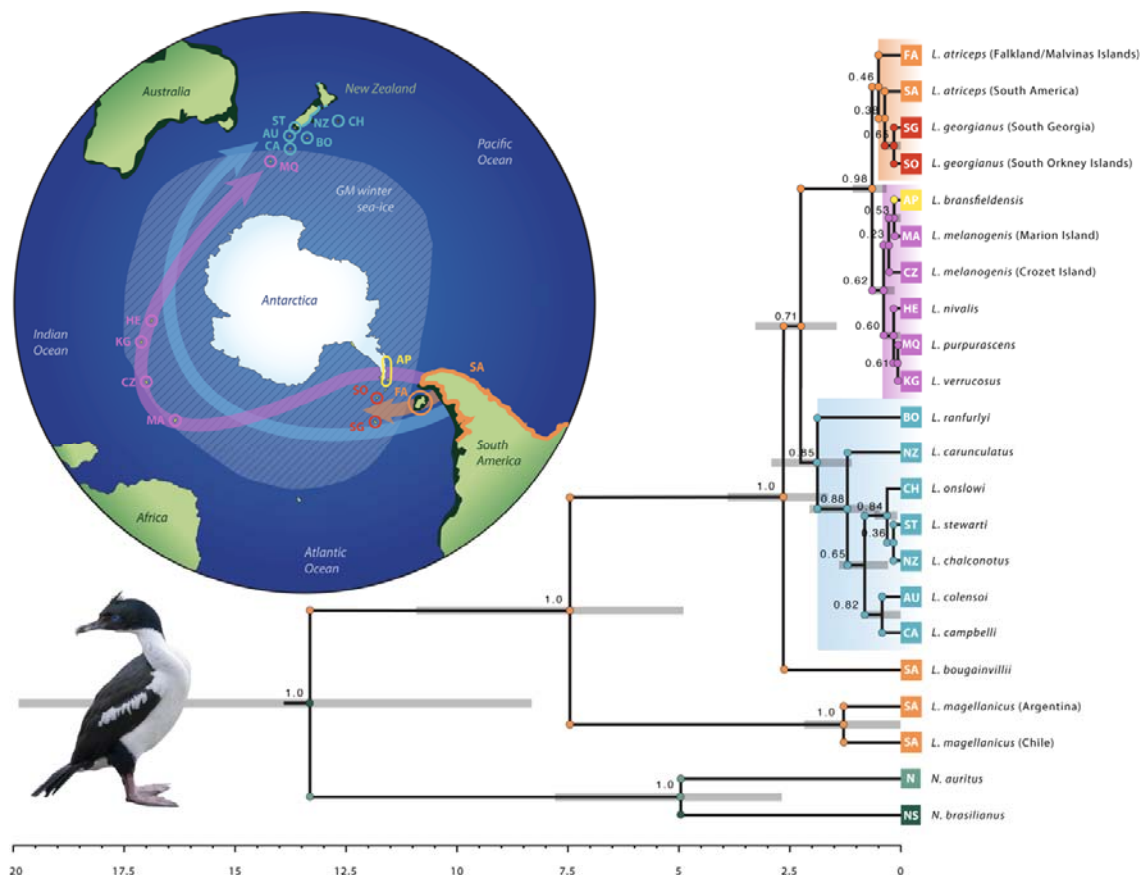 Australia
New Zealand
ST
NZ
CH
AU
BO
CA
MQ
Pacific
Ocean
GM winter
sea-ice
Antarctica
Indian
Ocean
HE
KG
CZ
MA
AP
SA
SO
FA
SG
South
America
Africa
Atlantic
Ocean
FA L. atriceps (Falkland/Malvinas Islands)
0.46
SA L. atriceps (South America)
0.38
SG L. georgianus (South Georgia)
0.65
SO L. georgianus (South Orkney Islands)
0.98
AP L. bransfieldensis
0.53
MA L. melanogenis (Marion Island)
0.23
CZ L. melanogenis (Crozet Island)
0.62
HE L. nivalis
0.60
MQ L. purpurascens
0.61
KG L. verrucosus
0.71
BO L. ranfurlyi
0.85
NZ L. carunculatus
1.0
0.88
CH L. onslowi
0.84
ST L. stewarti
0.36
NZ L. chalconotus
0.65
AU L. colensoi
0.82
CA L. campbelli
1.0
SA L. bougainvillii
1.0
SA L. magellanicus (Argentina)
1.0
SA L. magellanicus (Chile)
N N. auritus
1.0
NS N. brasilianus
20 17.5 15 12.5 10 7.5 5 2.5 0